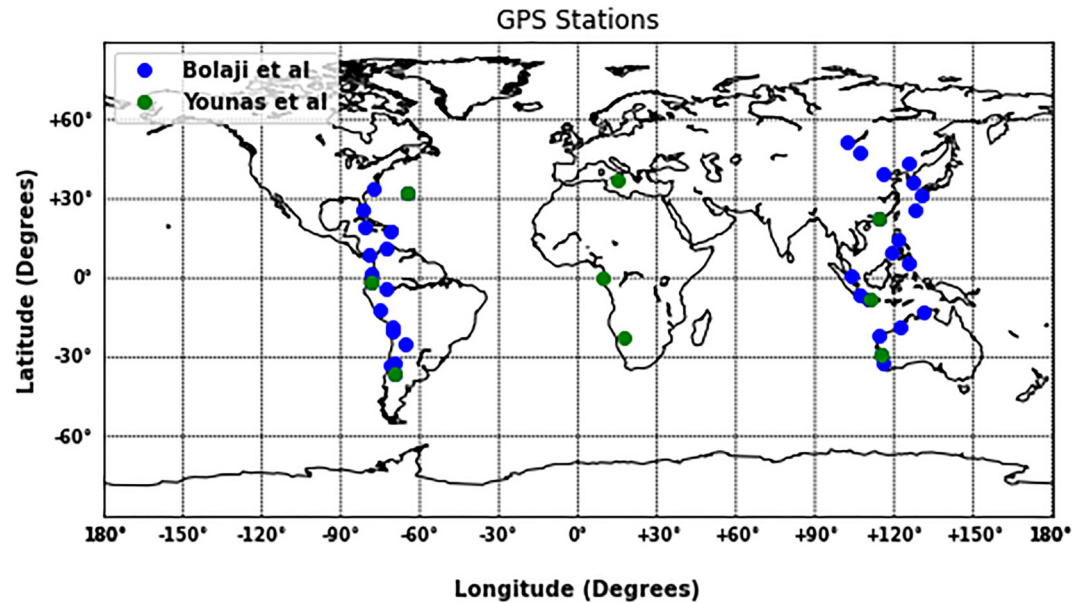 GPS Stations
Bolaji et al
Younas et al
+60°
+30°
0°
-30°
-60°
Latitude (Degrees)
180° -150° -120° -90° -60° -30° 0° +30° +60° +90° +120° +150° 180°
Longitude (Degrees)